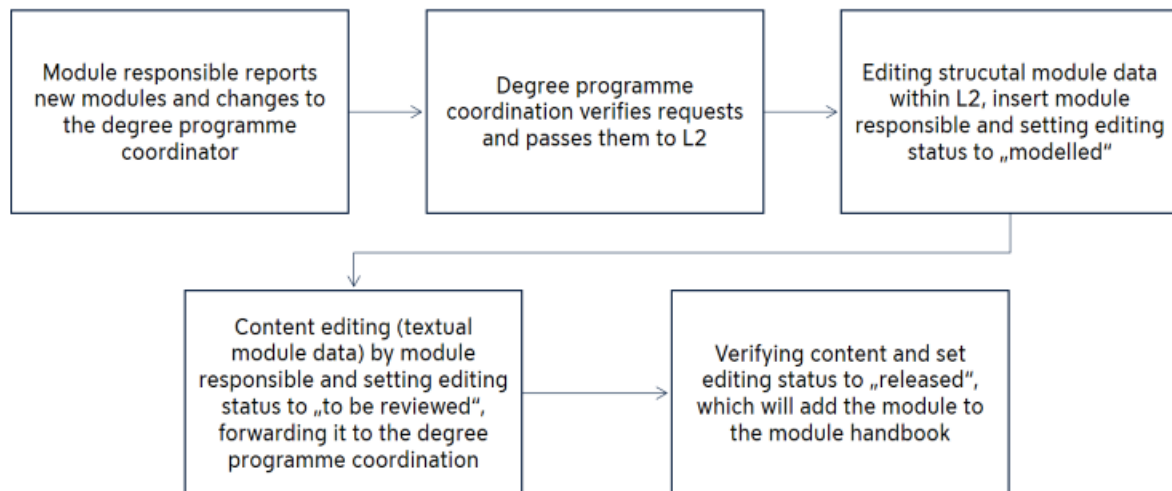 Module responsible reports
new modules and changes to
the degree programme
coordinator
Degree programme
coordination verifies requests
and passes them to L2
Editing strucutal module data
within L2, insert module
responsible and setting editing
status to „modelled“
Content editing (textual
module data) by module
responsible and setting editing
status to „to be reviewed“,
forwarding it to the degree
programme coordination
Verifying content and set
editing status to „released“,
which will add the module to
the module handbook